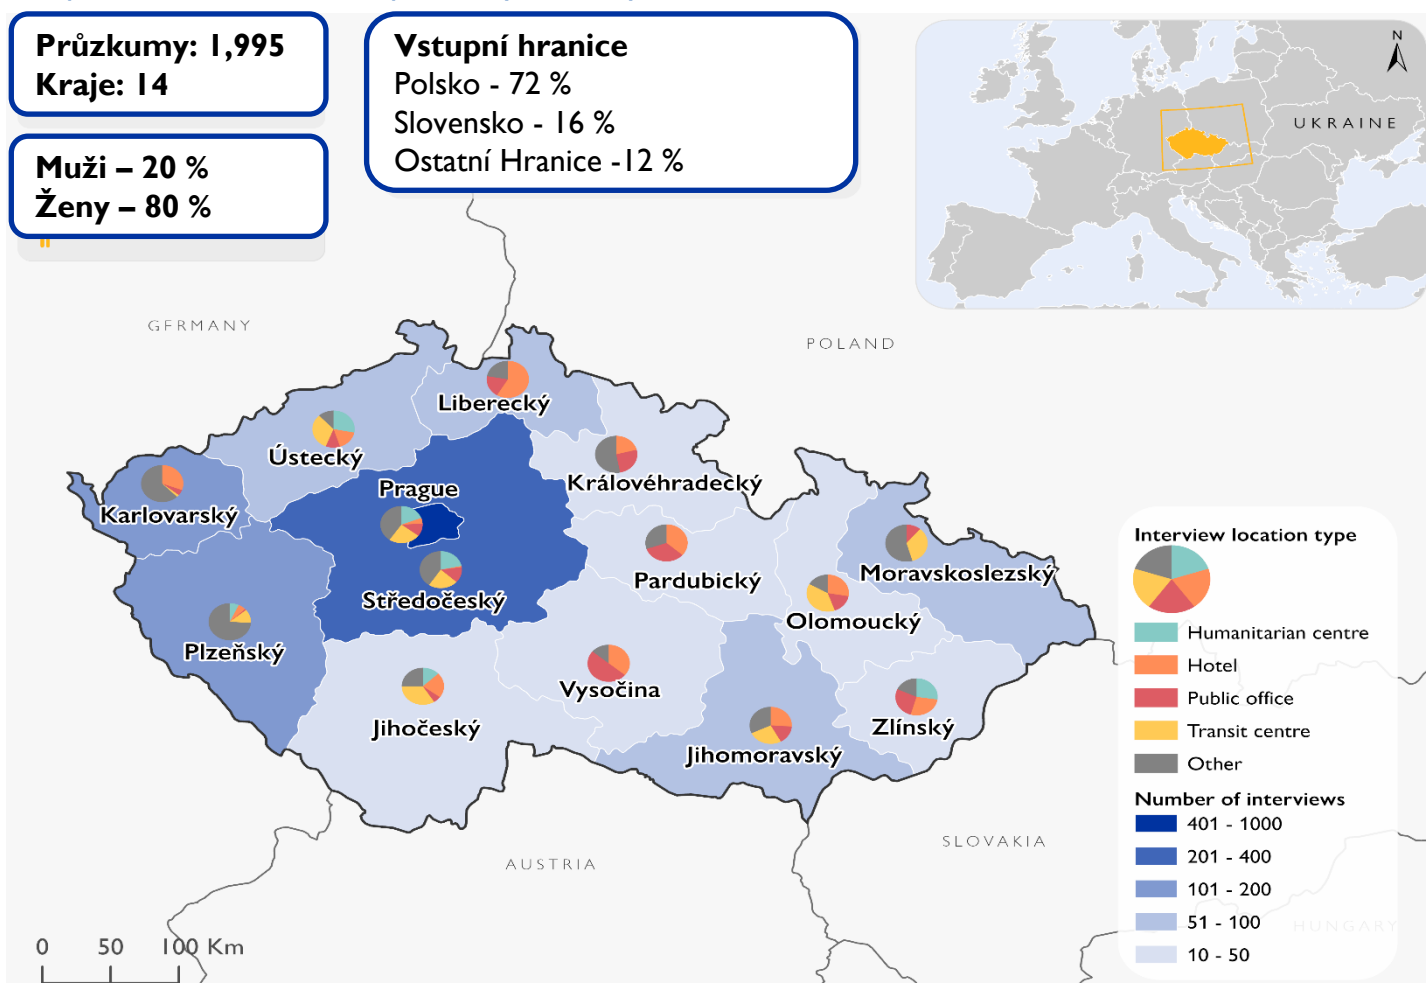 Průzkumy: 1,995
Kraje: 14
Muži – 20 %
Ženy – 80 %
Vstupní hranice
Polsko - 72 %
Slovensko - 16 %
Ostatní Hranice -12 %
N
UKRAINE
GERMANY
POLAND
Liberecký
Ústecký
Karlovarský
Prague
Královéhradecký
Středočeský
Pardubický
Moravskoslezský
Olomoucký
Plzeňský
Vysočina
Jihočeský
Jihomoravský
Zlínský
AUSTRIA
SLOVAKIA
HUNGARY
Interview location type
Humanitarian centre
Hotel
Public office
Transit centre
Other
Number of interviews
401 - 1000
201 - 400
101 - 200
51 - 100
10 - 50
0 50 100 Km